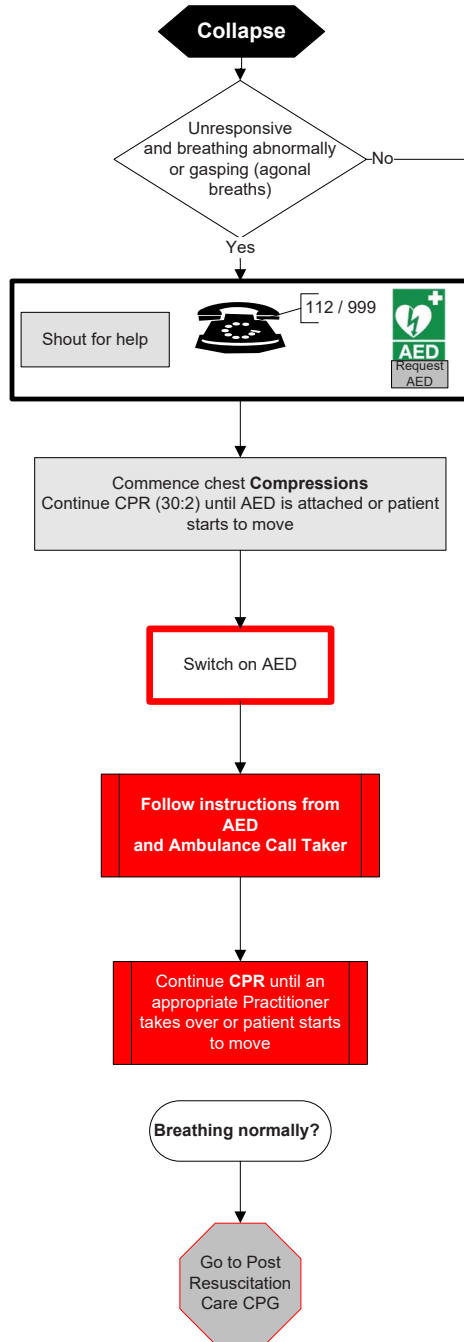 Collapse
Unresponsive
and breathing abnormally
or gasping (agonal
breaths)
No
Yes
Shout for help
112 / 999
AED
Request
AED
Commence chest Compressions
Continue CPR (30:2) until AED is attached or patient
starts to move
Switch on AED
Follow instructions from
AED
and Ambulance Call Taker
Continue CPR until an
appropriate Practitioner
takes over or patient starts
to move
Breathing normally?
Go to Post
Resuscitation
Care CPG